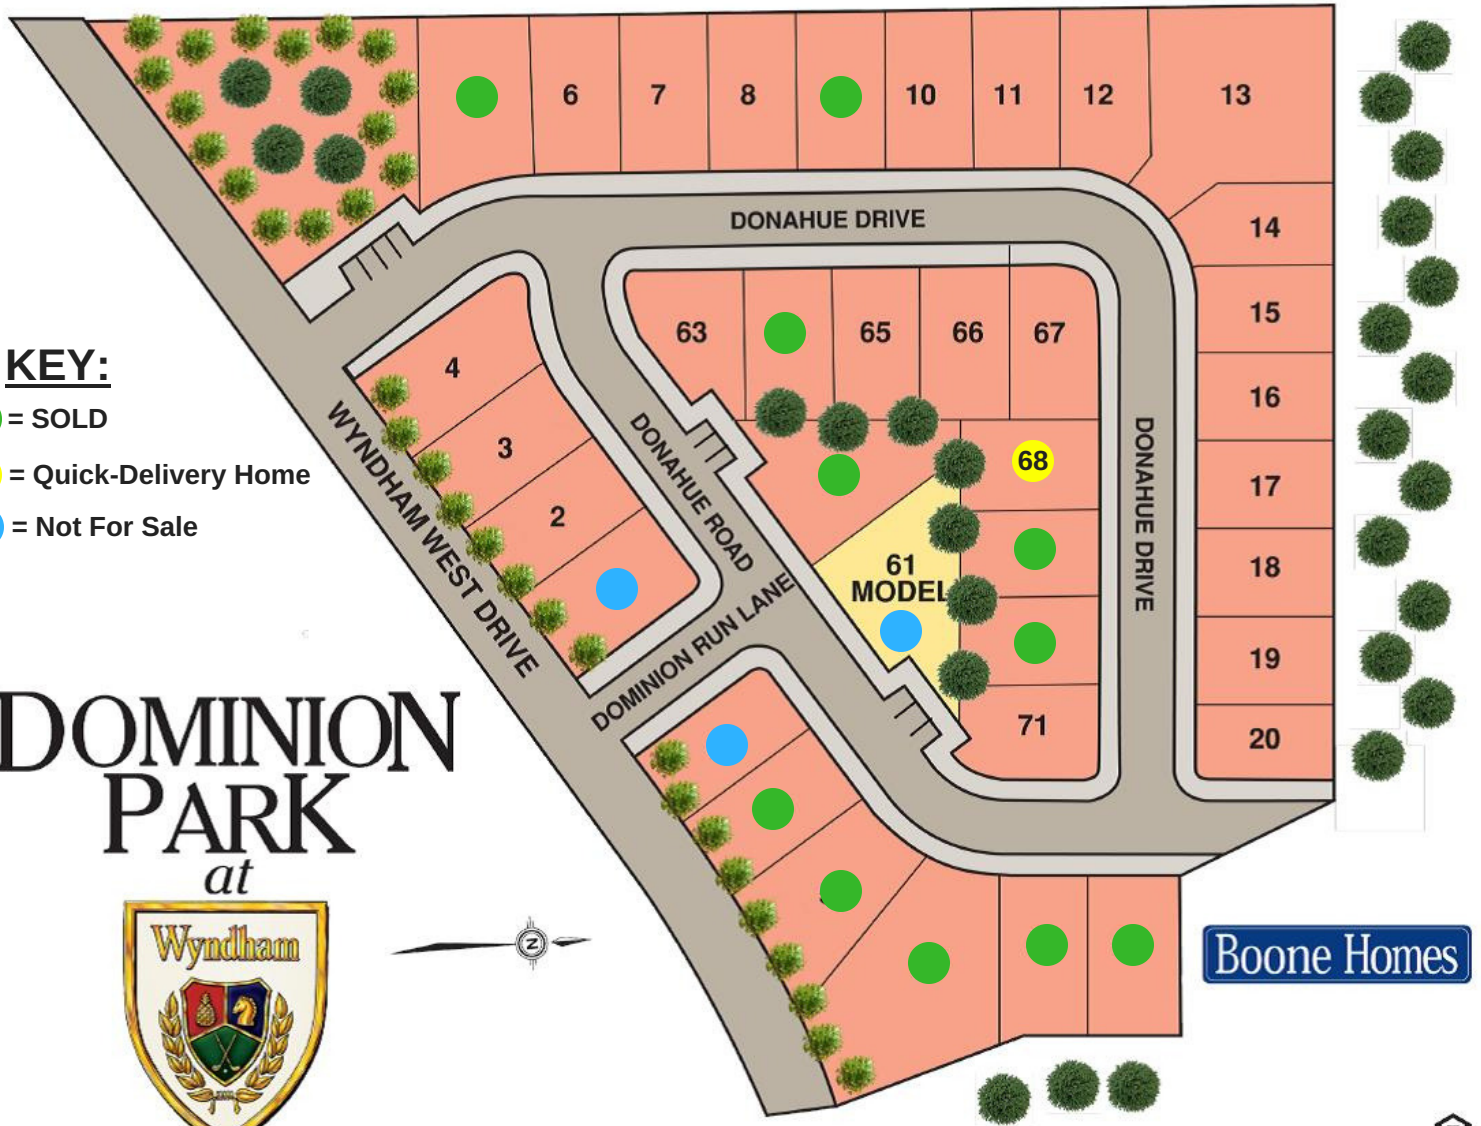 6
7
8
10
11
12
13
DONAHUE DRIVE
14
15
63
65
66
67
KEY:
= SOLD
= Quick-Delivery Home
= Not For Sale
4
3
2
16
17
18
19
20
WYNDHAM WEST DRIVE
DONAHUE ROAD
DOMINION RUN LANE
DONAHUE DRIVE
68
61
MODEL
71
DOMINION
PARK
at
Wyndham
N
Boone Homes